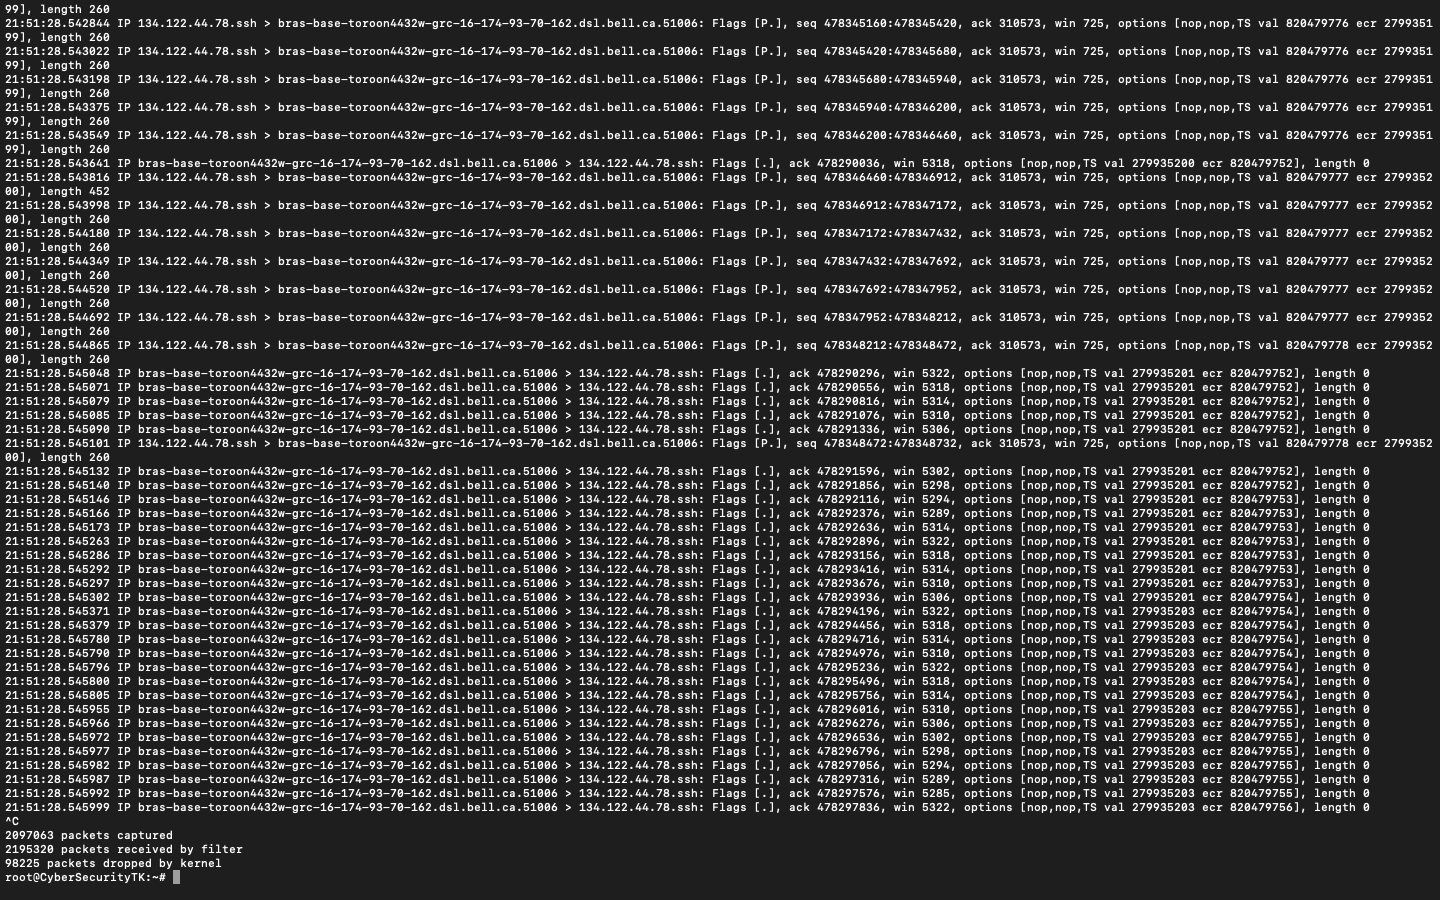 99], length 260
21:51:28.542844 IP 134.122.44.78.ssh > bras-base-toroon4432w-grc-16-174-93-70-162.dsl.bell.ca.51006: Flags [P.], seq 478345160:478345420, ack 310573, win 725, options [nop,nop,TS val 820479776 ecr 2799351
99], length 260
21:51:28.543022 IP 134.122.44.78.ssh > bras-base-toroon4432w-grc-16-174-93-70-162.dsl.bell.ca.51006: Flags [P.], seq 478345420:478345680, ack 310573, win 725, options [nop,nop,TS val 820479776 ecr 2799351
99], length 260
21:51:28.543198 IP 134.122.44.78.ssh > bras-base-toroon4432w-grc-16-174-93-70-162.dsl.bell.ca.51006: Flags [P.], seq 478345680:478345940, ack 310573, win 725, options [nop,nop,TS val 820479776 ecr 2799351
99], length 260
21:51:28.543375 IP 134.122.44.78.ssh > bras-base-toroon4432w-grc-16-174-93-70-162.dsl.bell.ca.51006: Flags [P.], seq 478345940:478346200, ack 310573, win 725, options [nop,nop,TS val 820479776 ecr 2799351
99], length 260
21:51:28.543549 IP 134.122.44.78.ssh > bras-base-toroon4432w-grc-16-174-93-70-162.dsl.bell.ca.51006: Flags [P.], seq 478346200:478346460, ack 310573, win 725, options [nop,nop,TS val 820479776 ecr 2799351
99], length 260
21:51:28.543641 IP bras-base-toroon4432w-grc-16-174-93-70-162.dsl.bell.ca.51006 > 134.122.44.78.ssh: Flags [.], ack 478290036, win 5318, options [nop,nop,TS val 279935200 ecr 820479752], length 0
21:51:28.543816 IP 134.122.44.78.ssh > bras-base-toroon4432w-grc-16-174-93-70-162.dsl.bell.ca.51006: Flags [P.], seq 478346460:478346912, ack 310573, win 725, options [nop,nop,TS val 820479777 ecr 2799352
00], length 452
21:51:28.543998 IP 134.122.44.78.ssh > bras-base-toroon4432w-grc-16-174-93-70-162.dsl.bell.ca.51006: Flags [P.], seq 478346912:478347172, ack 310573, win 725, options [nop,nop,TS val 820479777 ecr 2799352
00], length 260
21:51:28.544180 IP 134.122.44.78.ssh > bras-base-toroon4432w-grc-16-174-93-70-162.dsl.bell.ca.51006: Flags [P.], seq 478347172:478347432, ack 310573, win 725, options [nop,nop,TS val 820479777 ecr 2799352
00], length 260
21:51:28.544349 IP 134.122.44.78.ssh > bras-base-toroon4432w-grc-16-174-93-70-162.dsl.bell.ca.51006: Flags [P.], seq 478347432:478347692, ack 310573, win 725, options [nop,nop,TS val 820479777 ecr 2799352
00], length 260
21:51:28.544520 IP 134.122.44.78.ssh > bras-base-toroon4432w-grc-16-174-93-70-162.dsl.bell.ca.51006: Flags [P.], seq 478347692:478347952, ack 310573, win 725, options [nop,nop,TS val 820479777 ecr 2799352
00], length 260
21:51:28.544692 IP 134.122.44.78.ssh > bras-base-toroon4432w-grc-16-174-93-70-162.dsl.bell.ca.51006: Flags [P.], seq 478347952:478348212, ack 310573, win 725, options [nop,nop,TS val 820479777 ecr 2799352
00], length 260
21:51:28.544865 IP 134.122.44.78.ssh > bras-base-toroon4432w-grc-16-174-93-70-162.dsl.bell.ca.51006: Flags [P.], seq 478348212:478348472, ack 310573, win 725, options [nop,nop,TS val 820479778 ecr 2799352
00], length 260
21:51:28.545048 IP bras-base-toroon4432w-grc-16-174-93-70-162.dsl.bell.ca.51006 > 134.122.44.78.ssh: Flags [.], ack 478290296, win 5322, options [nop,nop,TS val 279935201 ecr 820479752], length 0
21:51:28.545071 IP bras-base-toroon4432w-grc-16-174-93-70-162.dsl.bell.ca.51006 > 134.122.44.78.ssh: Flags [.], ack 478290556, win 5318, options [nop,nop,TS val 279935201 ecr 820479752], length 0
21:51:28.545079 IP bras-base-toroon4432w-grc-16-174-93-70-162.dsl.bell.ca.51006 > 134.122.44.78.ssh: Flags [.], ack 478290816, win 5314, options [nop,nop,TS val 279935201 ecr 820479752], length 0
21:51:28.545085 IP bras-base-toroon4432w-grc-16-174-93-70-162.dsl.bell.ca.51006 > 134.122.44.78.ssh: Flags [.], ack 478291076, win 5310, options [nop,nop,TS val 279935201 ecr 820479752], length 0
21:51:28.545090 IP bras-base-toroon4432w-grc-16-174-93-70-162.dsl.bell.ca.51006 > 134.122.44.78.ssh: Flags [.], ack 478291336, win 5306, options [nop,nop,TS val 279935201 ecr 820479752], length 0
21:51:28.545101 IP 134.122.44.78.ssh > bras-base-toroon4432w-grc-16-174-93-70-162.dsl.bell.ca.51006: Flags [P.], seq 478348472:478348732, ack 310573, win 725, options [nop,nop,TS val 820479778 ecr 2799352
00], length 260
21:51:28.545132 IP bras-base-toroon4432w-grc-16-174-93-70-162.dsl.bell.ca.51006 > 134.122.44.78.ssh: Flags [.], ack 478291596, win 5302, options [nop,nop,TS val 279935201 ecr 820479752], length 0
21:51:28.545140 IP bras-base-toroon4432w-grc-16-174-93-70-162.dsl.bell.ca.51006 > 134.122.44.78.ssh: Flags [.], ack 478291856, win 5298, options [nop,nop,TS val 279935201 ecr 820479752], length 0
21:51:28.545146 IP bras-base-toroon4432w-grc-16-174-93-70-162.dsl.bell.ca.51006 > 134.122.44.78.ssh: Flags [.], ack 478292116, win 5294, options [nop,nop,TS val 279935201 ecr 820479753], length 0
21:51:28.545166 IP bras-base-toroon4432w-grc-16-174-93-70-162.dsl.bell.ca.51006 > 134.122.44.78.ssh: Flags [.], ack 478292376, win 5289, options [nop,nop,TS val 279935201 ecr 820479753], length 0
21:51:28.545173 IP bras-base-toroon4432w-grc-16-174-93-70-162.dsl.bell.ca.51006 > 134.122.44.78.ssh: Flags [.], ack 478292636, win 5314, options [nop,nop,TS val 279935201 ecr 820479753], length 0
21:51:28.545263 IP bras-base-toroon4432w-grc-16-174-93-70-162.dsl.bell.ca.51006 > 134.122.44.78.ssh: Flags [.], ack 478292896, win 5322, options [nop,nop,TS val 279935201 ecr 820479753], length 0
21:51:28.545286 IP bras-base-toroon4432w-grc-16-174-93-70-162.dsl.bell.ca.51006 > 134.122.44.78.ssh: Flags [.], ack 478293156, win 5318, options [nop,nop,TS val 279935201 ecr 820479753], length 0
21:51:28.545292 IP bras-base-toroon4432w-grc-16-174-93-70-162.dsl.bell.ca.51006 > 134.122.44.78.ssh: Flags [.], ack 478293416, win 5314, options [nop,nop,TS val 279935201 ecr 820479753], length 0
21:51:28.545297 IP bras-base-toroon4432w-grc-16-174-93-70-162.dsl.bell.ca.51006 > 134.122.44.78.ssh: Flags [.], ack 478293676, win 5310, options [nop,nop,TS val 279935201 ecr 820479753], length 0
21:51:28.545302 IP bras-base-toroon4432w-grc-16-174-93-70-162.dsl.bell.ca.51006 > 134.122.44.78.ssh: Flags [.], ack 478293936, win 5306, options [nop,nop,TS val 279935201 ecr 820479754], length 0
21:51:28.545371 IP bras-base-toroon4432w-grc-16-174-93-70-162.dsl.bell.ca.51006 > 134.122.44.78.ssh: Flags [.], ack 478294196, win 5322, options [nop,nop,TS val 279935203 ecr 820479754], length 0
21:51:28.545379 IP bras-base-toroon4432w-grc-16-174-93-70-162.dsl.bell.ca.51006 > 134.122.44.78.ssh: Flags [.], ack 478294456, win 5318, options [nop,nop,TS val 279935203 ecr 820479754], length 0
21:51:28.545780 IP bras-base-toroon4432w-grc-16-174-93-70-162.dsl.bell.ca.51006 > 134.122.44.78.ssh: Flags [.], ack 478294716, win 5314, options [nop,nop,TS val 279935203 ecr 820479754], length 0
21:51:28.545790 IP bras-base-toroon4432w-grc-16-174-93-70-162.dsl.bell.ca.51006 > 134.122.44.78.ssh: Flags [.], ack 478294976, win 5310, options [nop,nop,TS val 279935203 ecr 820479754], length 0
21:51:28.545796 IP bras-base-toroon4432w-grc-16-174-93-70-162.dsl.bell.ca.51006 > 134.122.44.78.ssh: Flags [.], ack 478295236, win 5322, options [nop,nop,TS val 279935203 ecr 820479754], length 0
21:51:28.545800 IP bras-base-toroon4432w-grc-16-174-93-70-162.dsl.bell.ca.51006 > 134.122.44.78.ssh: Flags [.], ack 478295496, win 5318, options [nop,nop,TS val 279935203 ecr 820479754], length 0
21:51:28.545805 IP bras-base-toroon4432w-grc-16-174-93-70-162.dsl.bell.ca.51006 > 134.122.44.78.ssh: Flags [.], ack 478295756, win 5314, options [nop,nop,TS val 279935203 ecr 820479754], length 0
21:51:28.545955 IP bras-base-toroon4432w-grc-16-174-93-70-162.dsl.bell.ca.51006 > 134.122.44.78.ssh: Flags [.], ack 478296016, win 5310, options [nop,nop,TS val 279935203 ecr 820479755], length 0
21:51:28.545966 IP bras-base-toroon4432w-grc-16-174-93-70-162.dsl.bell.ca.51006 > 134.122.44.78.ssh: Flags [.], ack 478296276, win 5306, options [nop,nop,TS val 279935203 ecr 820479755], length 0
21:51:28.545972 IP bras-base-toroon4432w-grc-16-174-93-70-162.dsl.bell.ca.51006 > 134.122.44.78.ssh: Flags [.], ack 478296536, win 5302, options [nop,nop,TS val 279935203 ecr 820479755], length 0
21:51:28.545977 IP bras-base-toroon4432w-grc-16-174-93-70-162.dsl.bell.ca.51006 > 134.122.44.78.ssh: Flags [.], ack 478296796, win 5298, options [nop,nop,TS val 279935203 ecr 820479755], length 0
21:51:28.545982 IP bras-base-toroon4432w-grc-16-174-93-70-162.dsl.bell.ca.51006 > 134.122.44.78.ssh: Flags [.], ack 478297056, win 5294, options [nop,nop,TS val 279935203 ecr 820479755], length 0
21:51:28.545987 IP bras-base-toroon4432w-grc-16-174-93-70-162.dsl.bell.ca.51006 > 134.122.44.78.ssh: Flags [.], ack 478297316, win 5289, options [nop,nop,TS val 279935203 ecr 820479755], length 0
21:51:28.545992 IP bras-base-toroon4432w-grc-16-174-93-70-162.dsl.bell.ca.51006 > 134.122.44.78.ssh: Flags [.], ack 478297576, win 5285, options [nop,nop,TS val 279935203 ecr 820479755], length 0
21:51:28.545999 IP bras-base-toroon4432w-grc-16-174-93-70-162.dsl.bell.ca.51006 > 134.122.44.78.ssh: Flags [.], ack 478297836, win 5322, options [nop,nop,TS val 279935203 ecr 820479756], length 0
^C
2097063 packets captured
2195320 packets received by filter
98225 packets dropped by kernel
root@CyberSecurityTK:~#